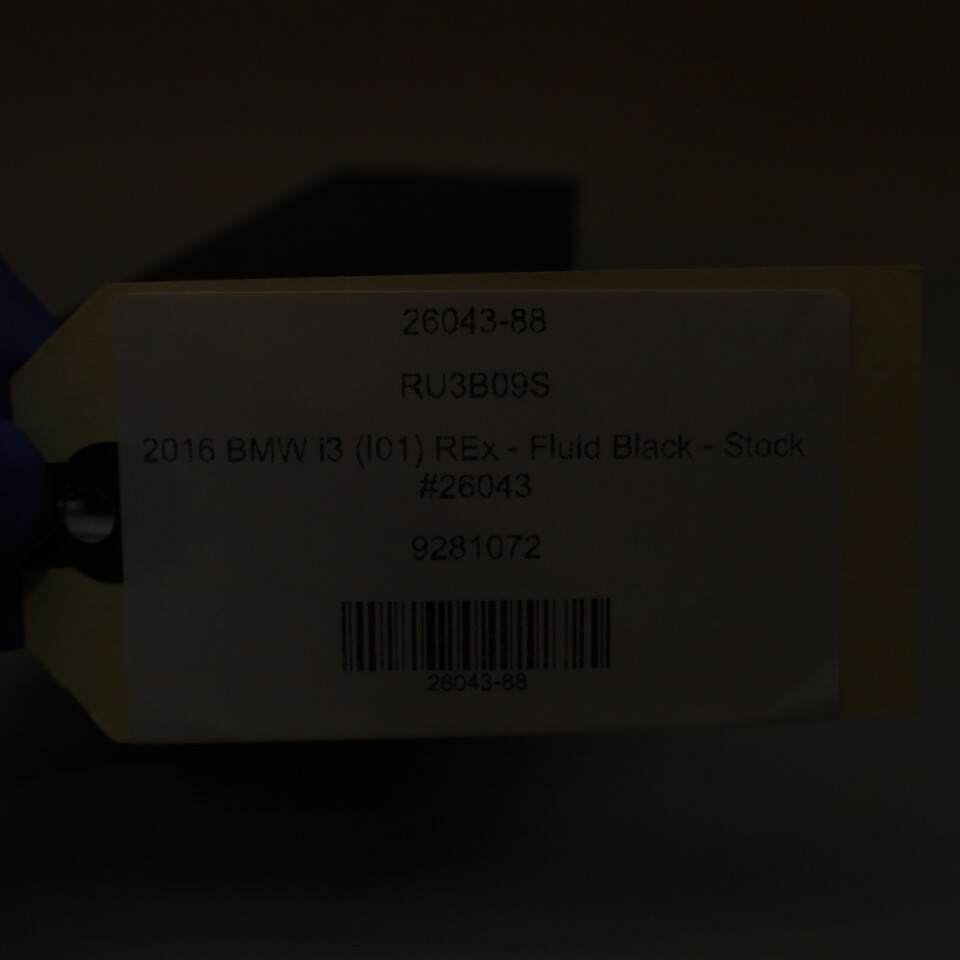 26043-88
RU3B09S
2016 BMW i3 (I01) REx - Fluid Black - Stock
#26043
9281072
26043-88